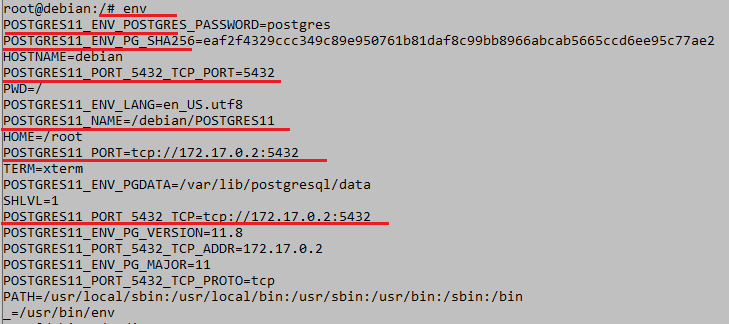 root@debian:/# env
POSTGRES11_ENV_POSTGRES_PASSWORD=postgres
POSTGRES11_ENV_PG_SHA256=eaf2f4329ccc349c89e950761b81daf8c99bb8966abcab5665ccd6ee95c77ae2
HOSTNAME=debian
POSTGRES11_PORT_5432_TCP_PORT=5432
PWD=/
POSTGRES11_ENV_LANG=en_US.utf8
POSTGRES11_NAME=/debian/POSTGRES11
HOME=/root
POSTGRES11_PORT=tcp://172.17.0.2:5432
TERM=xterm
POSTGRES11_ENV_PGDATA=/var/lib/postgresql/data
SHLVL=1
POSTGRES11_PORT_5432_TCP=tcp://172.17.0.2:5432
POSTGRES11_ENV_PG_VERSION=11.8
POSTGRES11_PORT_5432_TCP_ADDR=172.17.0.2
POSTGRES11_ENV_PG_MAJOR=11
POSTGRES11_PORT_5432_TCP_PROTO=tcp
PATH=/usr/local/sbin:/usr/local/bin:/usr/sbin:/usr/bin:/sbin:/bin
_=/usr/bin/env